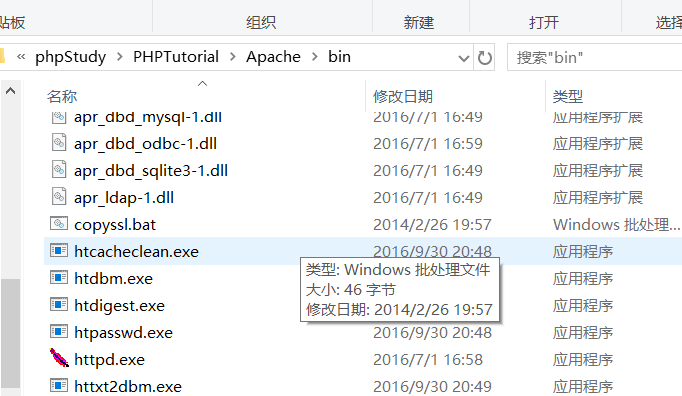 贴板 组织 新建 打开 选择
« phpStudy > PHPTutorial > Apache > bin 搜索"bin"
名称 修改日期 类型
apr_dbd_mysql-1.dll 2016/7/1 16:49 应用程序扩展
apr_dbd_odbc-1.dll 2016/7/1 16:59 应用程序扩展
apr_dbd_sqlite3-1.dll 2016/7/1 16:49 应用程序扩展
apr_ldap-1.dll 2016/7/1 16:49 应用程序扩展
copyssl.bat 2014/2/26 19:57 Windows 批处理...
htcacheclean.exe 2016/9/30 20:48 应用程序
htdbm.exe 应用程序
htdigest.exe 应用程序
htpasswd.exe 2016/9/30 20:48 应用程序
httpd.exe 2016/7/1 16:58 应用程序
httxt2dbm.exe 2016/9/30 20:49 应用程序
类型: Windows 批处理文件
大小: 46 字节
修改日期: 2014/2/26 19:57